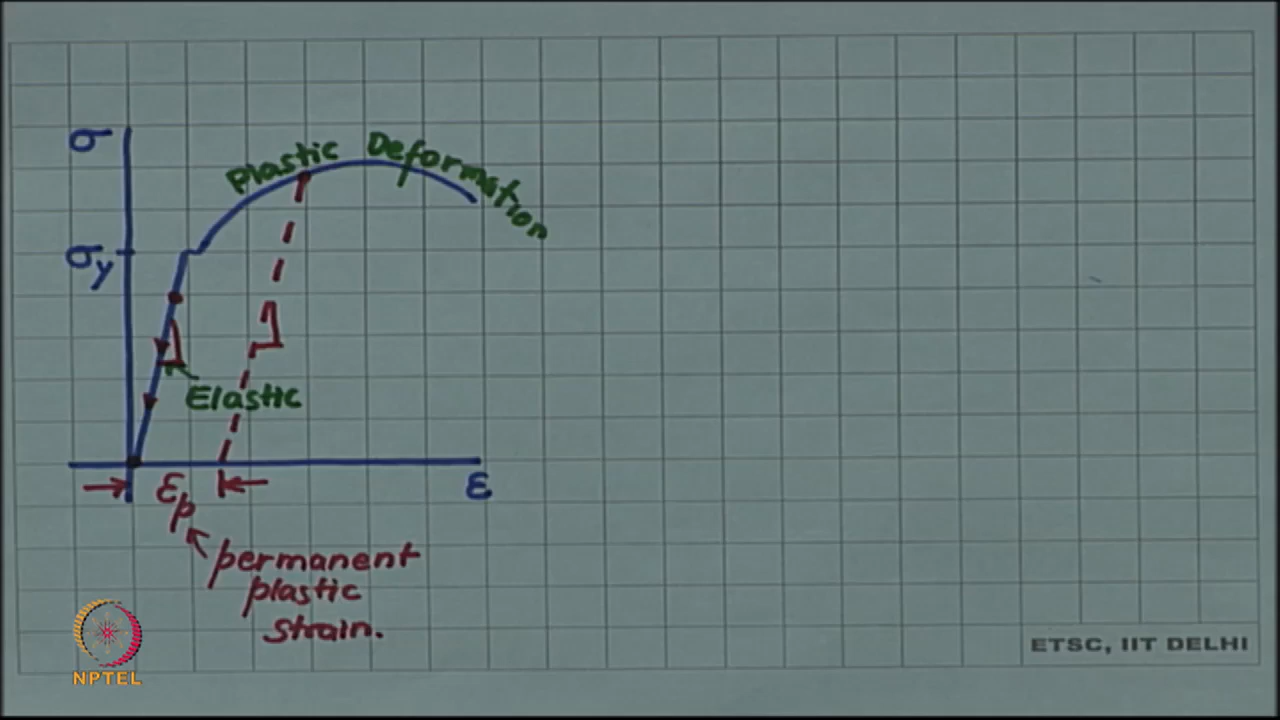 σ
Plastic Deformation
σy
Elastic
εp
ε
permanent
plastic
strain.
NPTEL
ETSC, IIT DELHI